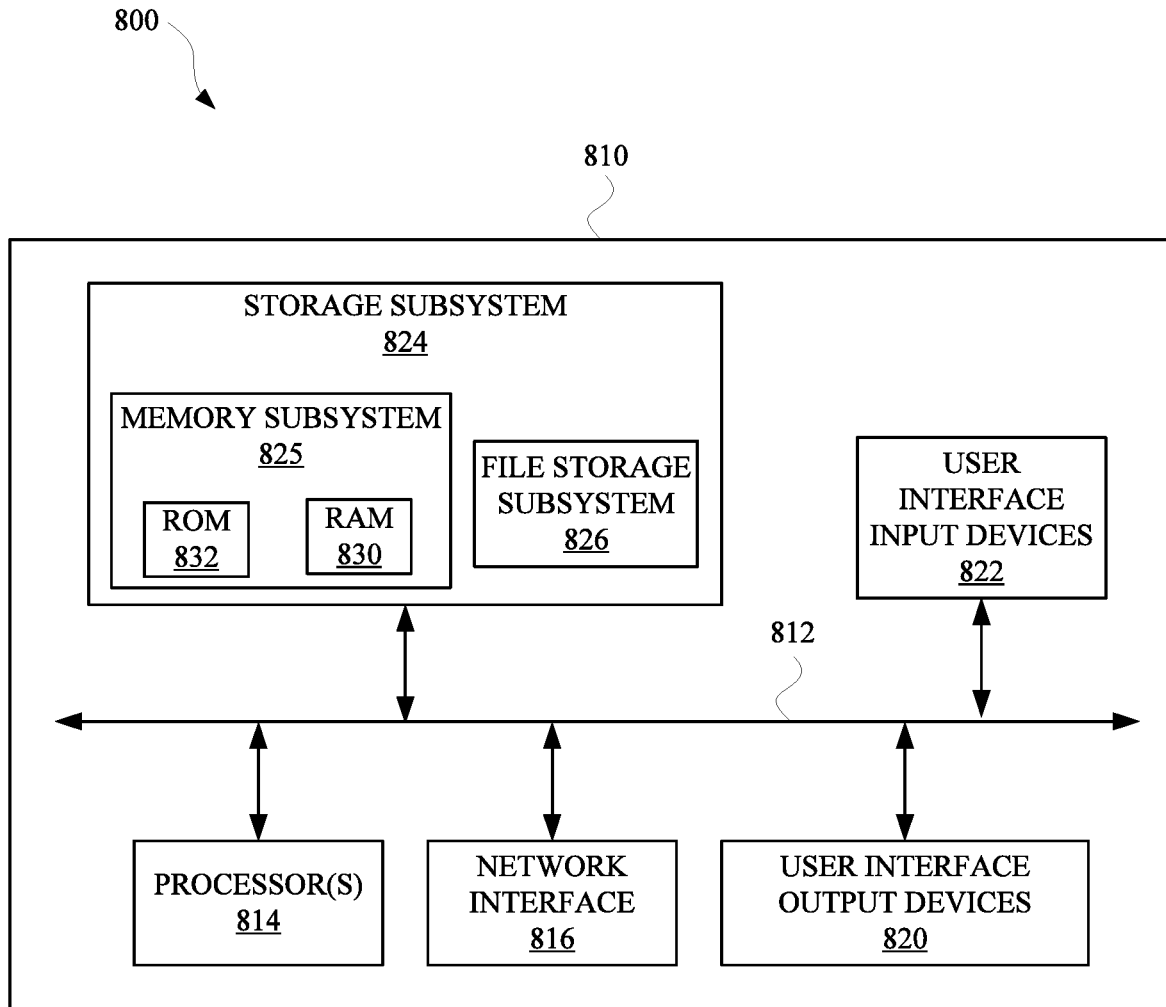 800
810
STORAGE SUBSYSTEM
824
MEMORY SUBSYSTEM
825
ROM
832
RAM
830
FILE STORAGE
SUBSYSTEM
826
USER
INTERFACE
INPUT DEVICES
822
812
PROCESSOR(S)
814
NETWORK
INTERFACE
816
USER INTERFACE
OUTPUT DEVICES
820